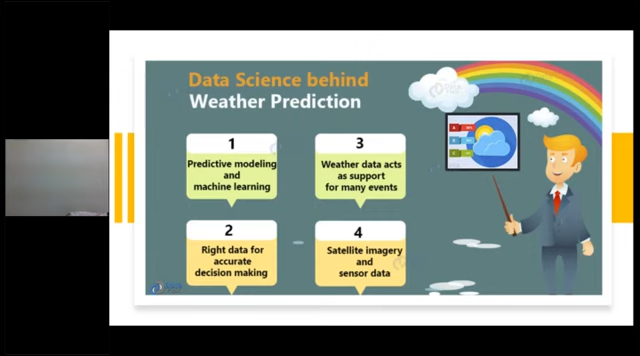 Data Science behind
Weather Prediction
1
Predictive modeling
and
machine learning
2
Right data for
accurate
decision making
3
Weather data acts
as support
for many events
4
Satellite imagery
and
sensor data